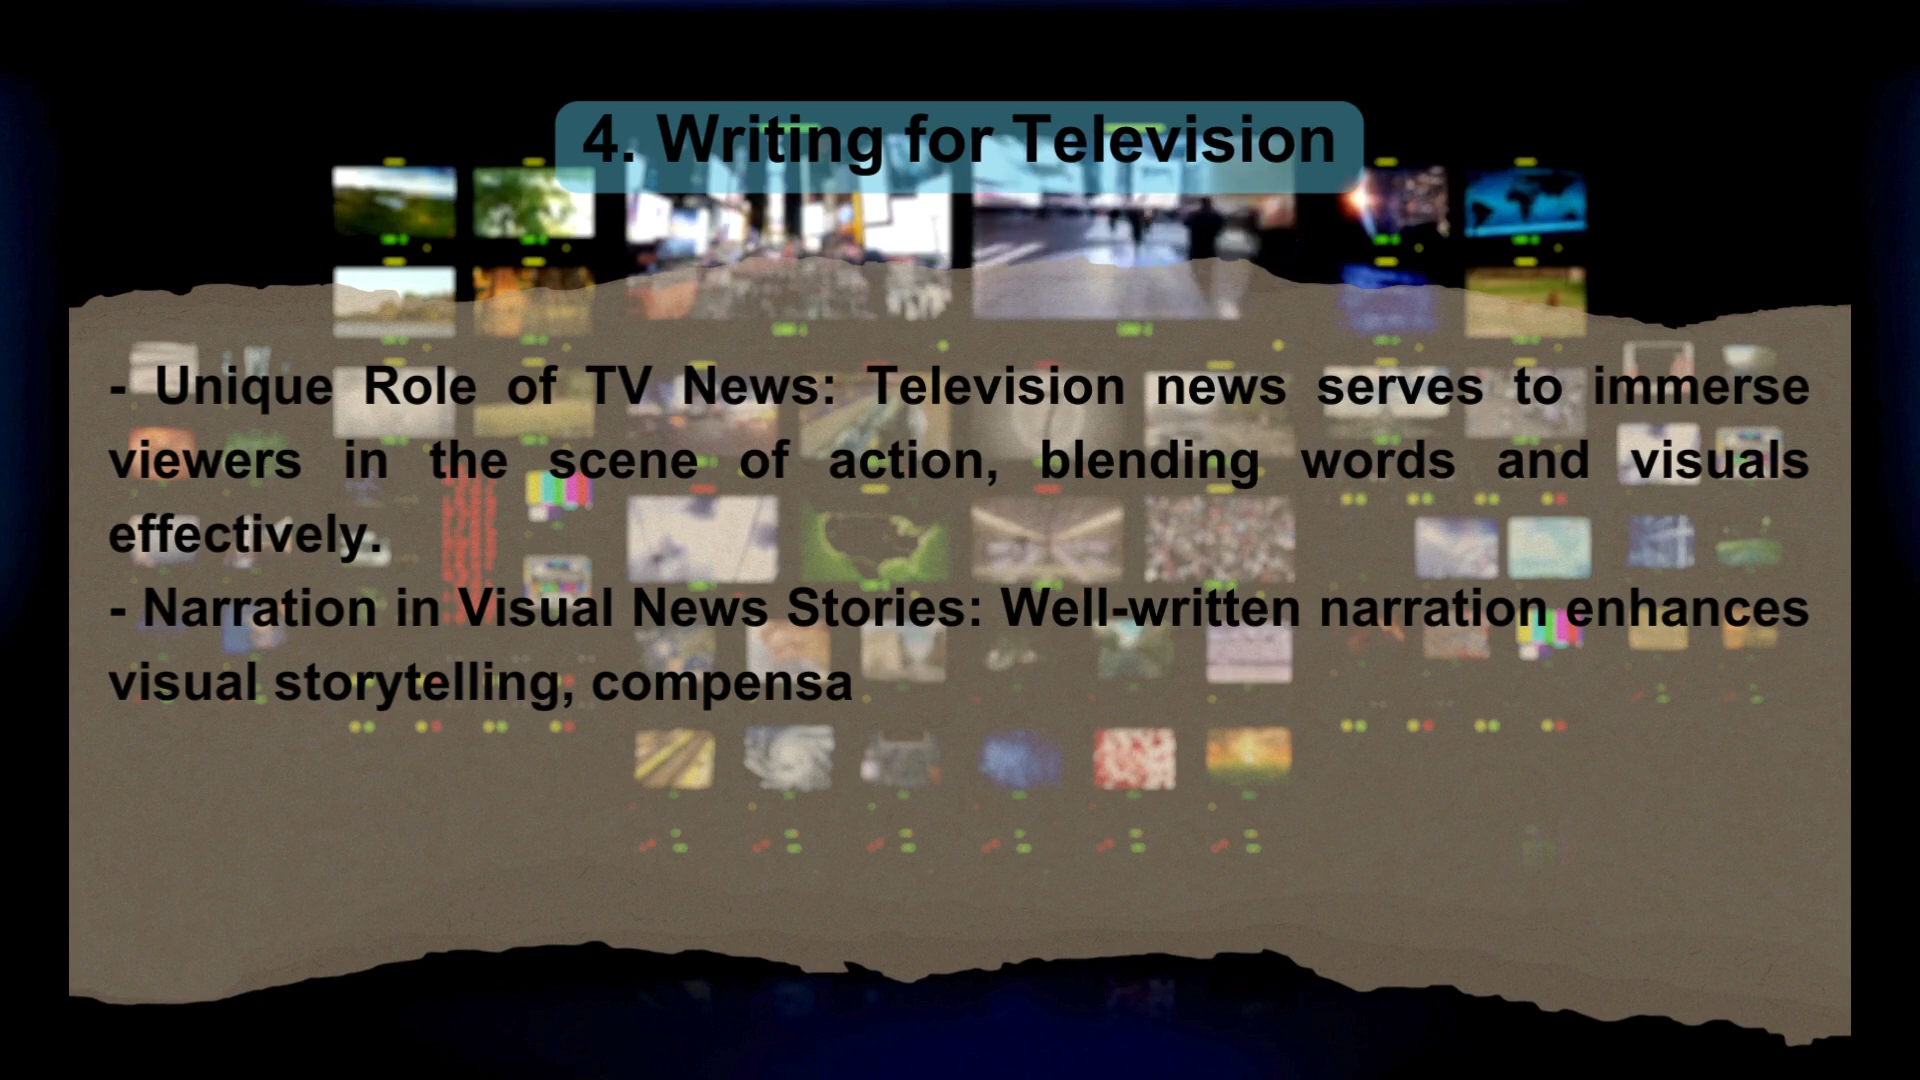 4. Writing for Television
- Unique Role of TV News: Television news serves to immerse
viewers in the scene of action, blending words and visuals
effectively.
- Narration in Visual News Stories: Well-written narration enhances
visual storytelling, compensa